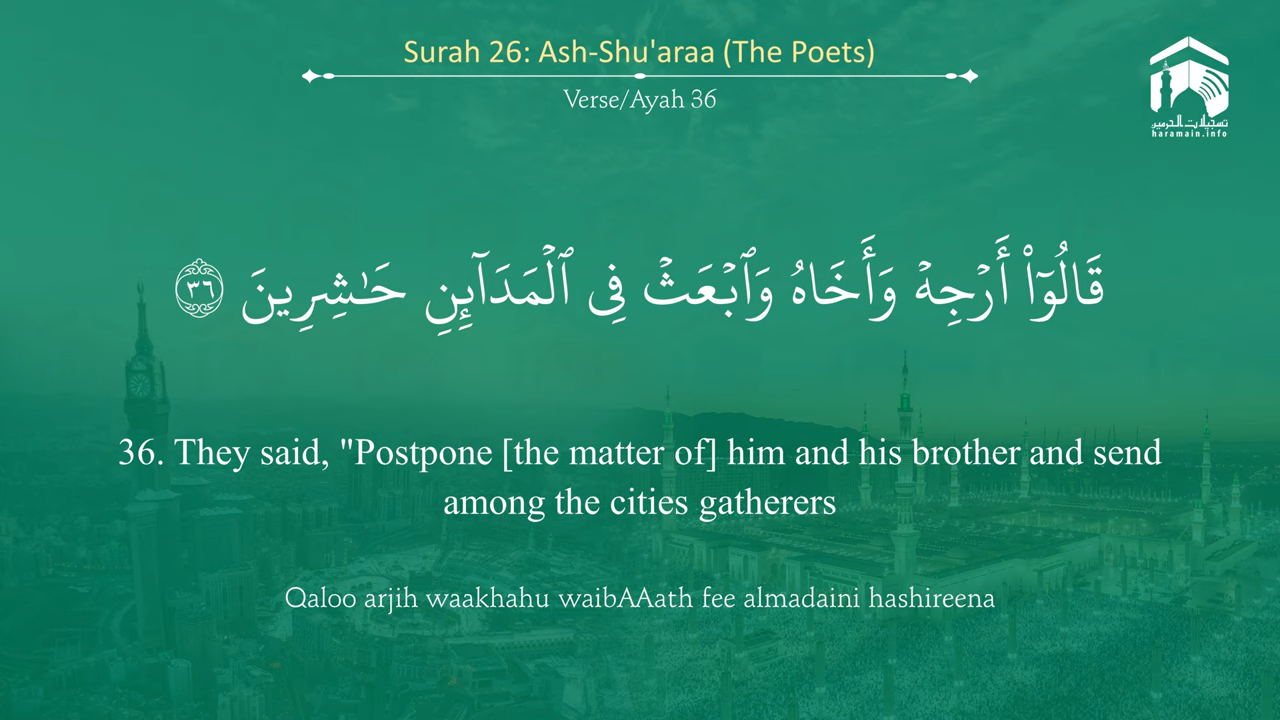 Surah 26: Ash-Shu'araa (The Poets)
Verse/Ayah 36
تسجيلات الحرمين
haramain.info
قَالُوٓا۟ أَرْجِهْ وَأَخَاهُ وَٱبْعَثْ فِى ٱلْمَدَآئِنِ حَـٰشِرِينَ ٣٦
36. They said, "Postpone [the matter of] him and his brother and send
among the cities gatherers
Qaloo arjih waakhahu waibAAath fee almadaini hashireena